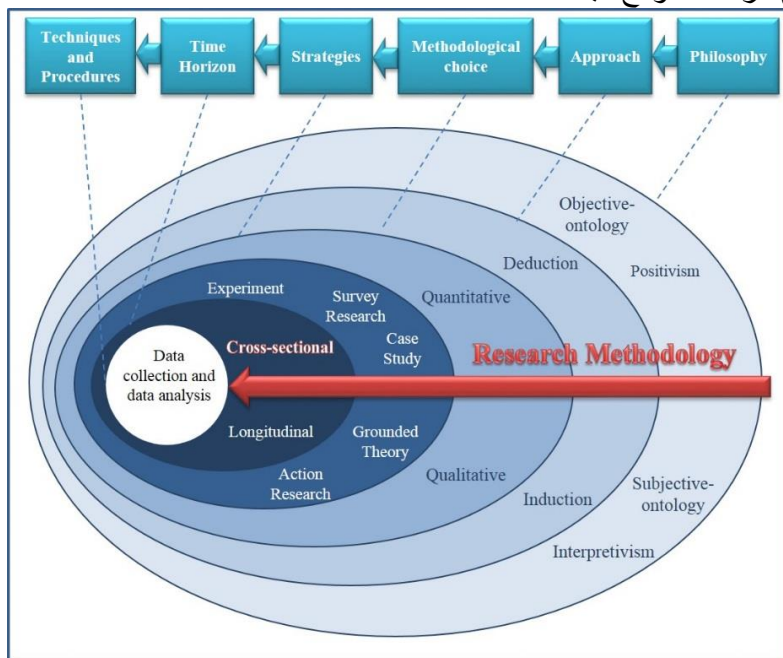 Techniques
and
Procedures
Time
Horizon
Strategies
Methodological
choice
Approach
Philosophy
Objective-
ontology
Deduction
Positivism
Experiment
Survey
Research
Quantitative
Case
Study
Cross-sectional
Research Methodology
Data
collection and
data analysis
Longitudinal
Grounded
Theory
Action
Research
Qualitative
Induction
Subjective-
ontology
Interpretivism